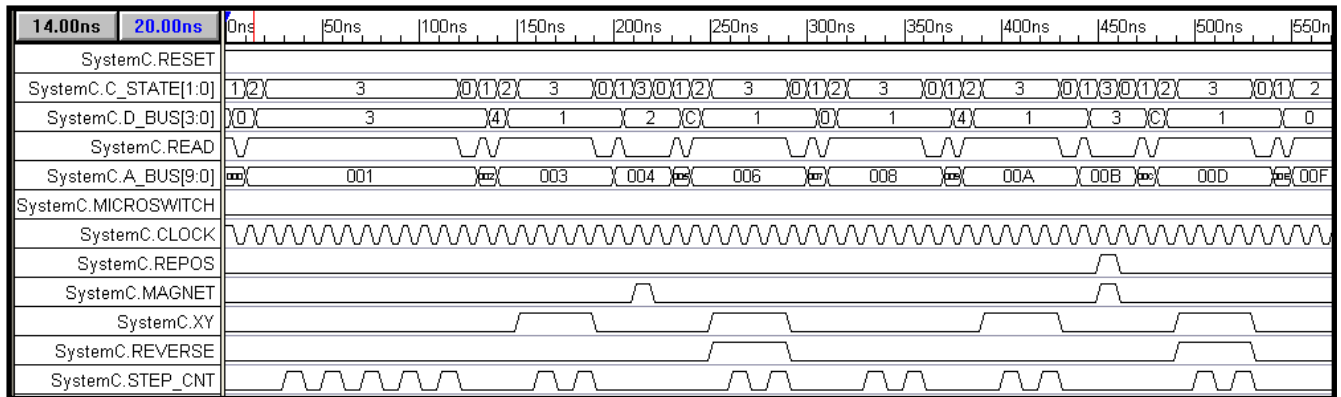 14.00ns 20.00ns 0ns 50ns 100ns 150ns 200ns 250ns 300ns 350ns 400ns 450ns 500ns 550n
SystemC.RESET
SystemC.C_STATE[1:0] 1 2 3 0 1 2 3 0 1 3 0 1 2 3 0 1 2 3 0 1 2 3 0 1 3 0 1 2 3 0 1 2
SystemC.D_BUS[3:0] 0 3 4 1 2 C 1 0 1 4 1 3 C 1 0
SystemC.READ
SystemC.A_BUS[9:0] 001 003 004 006 008 00A 00B 00D 00F
SystemC.MICROSWITCH
SystemC.CLOCK
SystemC.REPOS
SystemC.MAGNET
SystemC.XY
SystemC.REVERSE
SystemC.STEP_CNT